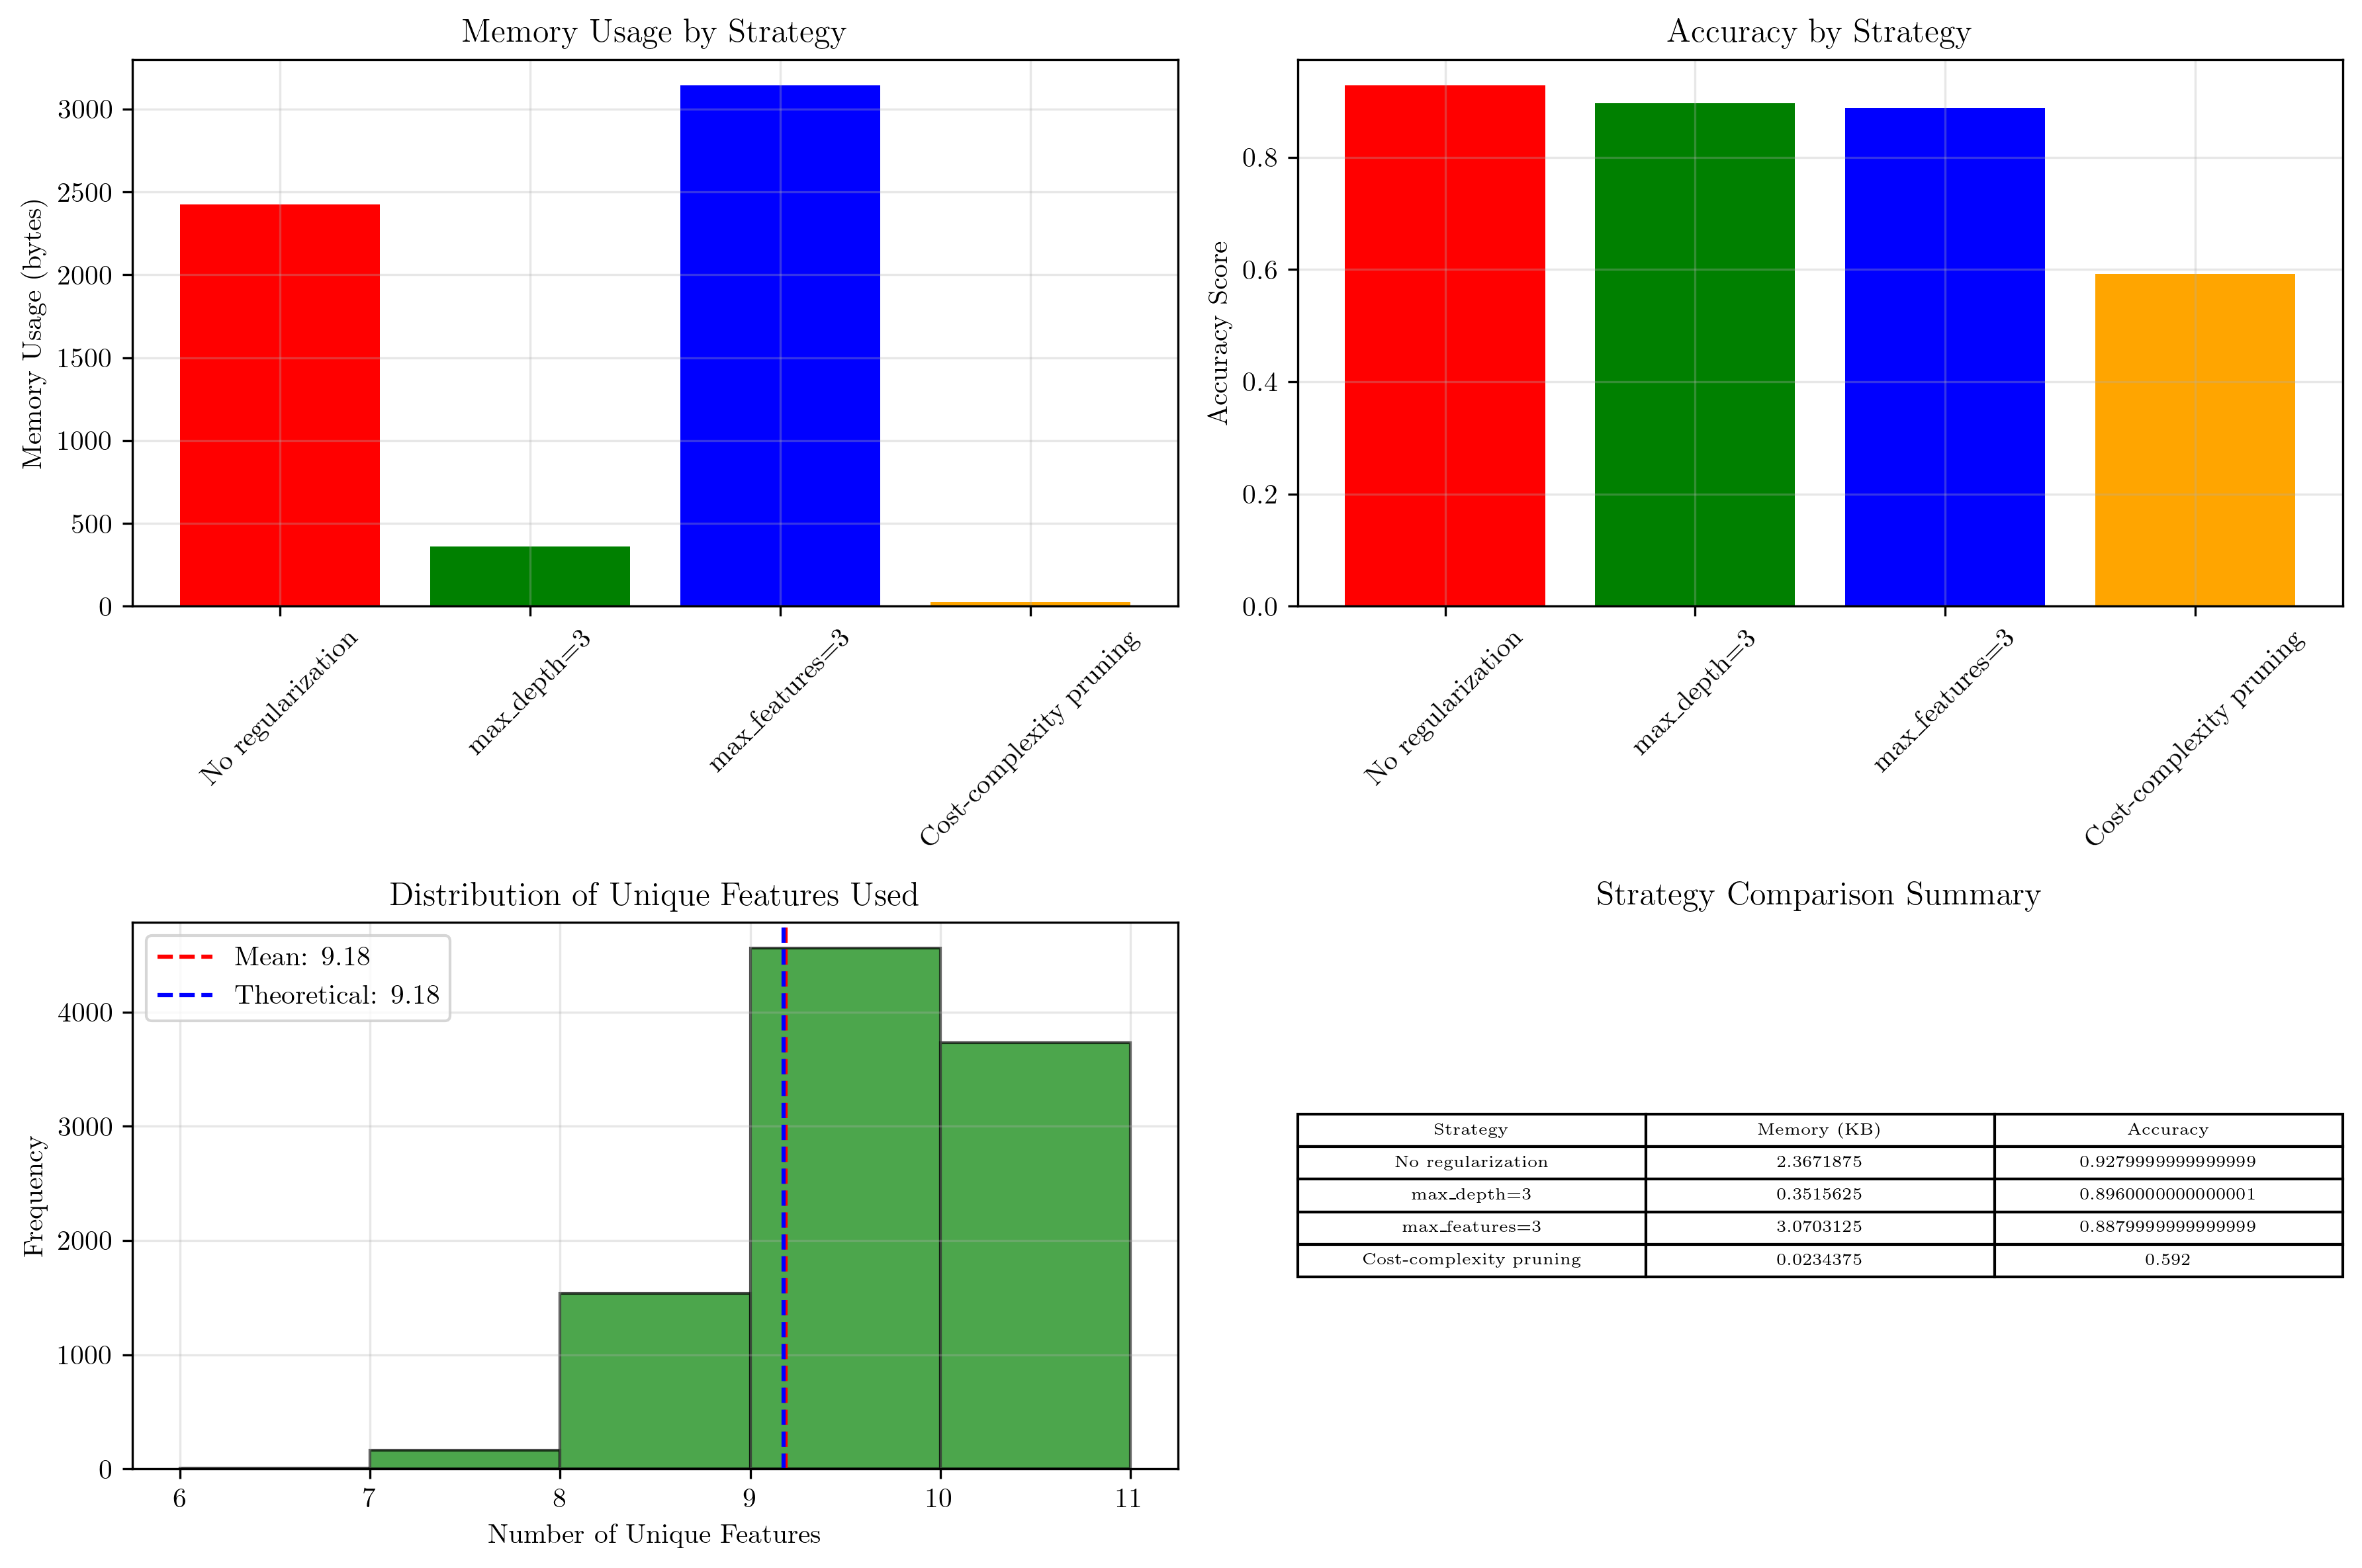 Memory Usage by Strategy
Memory Usage (bytes)
3000
2500
2000
1500
1000
500
0
No regularization
max_depth=3
max_features=3
Cost-complexity pruning
Accuracy by Strategy
Accuracy Score
0.8
0.6
0.4
0.2
0.0
No regularization
max_depth=3
max_features=3
Cost-complexity pruning
Distribution of Unique Features Used
Mean: 9.18
Theoretical: 9.18
Frequency
4000
3000
2000
1000
0
6 7 8 9 10 11
Number of Unique Features
Strategy Comparison Summary
Strategy Memory (KB) Accuracy
No regularization 2.3671875 0.9279999999999999
max_depth=3 0.3515625 0.8960000000000001
max_features=3 3.0703125 0.8879999999999999
Cost-complexity pruning 0.0234375 0.592